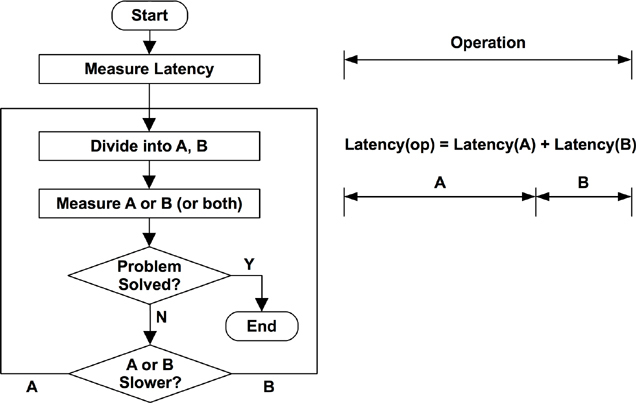 Start
Measure Latency
Divide into A, B
Measure A or B (or both)
Problem
Solved?
Y
End
N
A or B
Slower?
A
B
Operation
Latency(op) = Latency(A) + Latency(B)
A
B